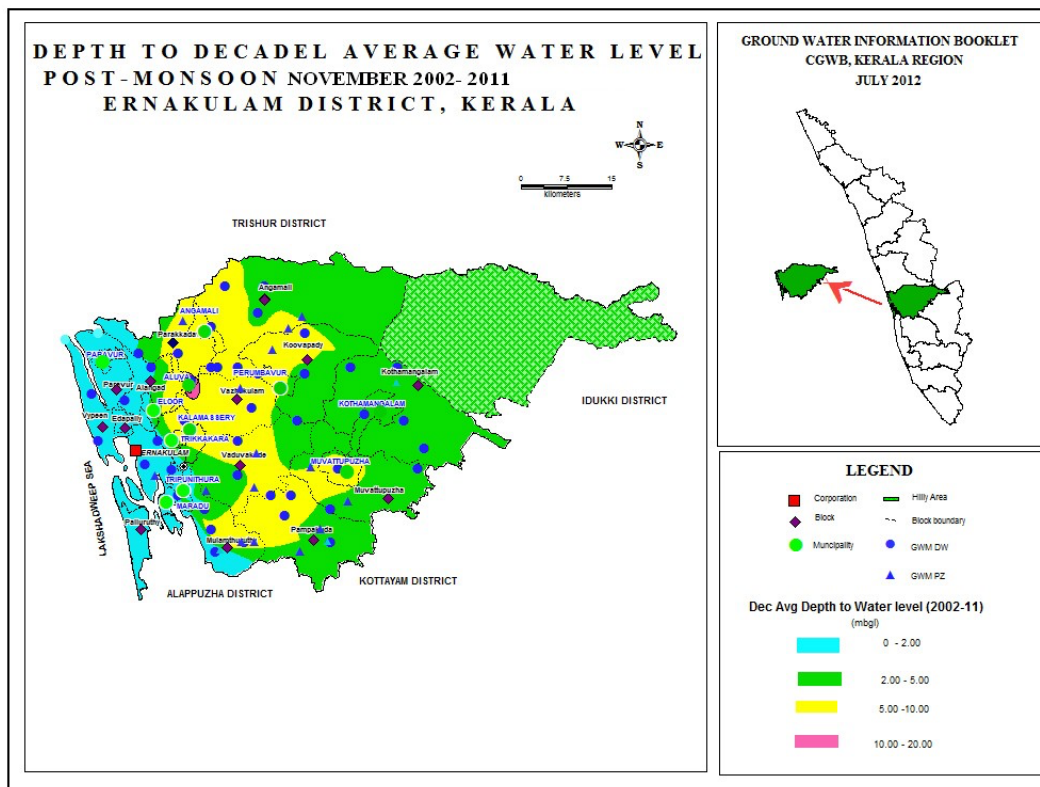 DEPTH TO DECADEL AVERAGE WATER LEVEL
POST-MONSOON NOVEMBER 2002-2011
ERNAKULAM DISTRICT, KERALA
N
W E
S
0 7.5 15
kilometers
TRISHUR DISTRICT
Angamali
ANGAMALI
Parakkada
Koovapady
PARAVUR
ALUVA
PERUMBAVUR
Kothamangalam
Paravur
Alangad
Vazhakulam
IDUKKI DISTRICT
ELOOR
KOTHAMANGALAM
Vypeen
Edapally
KALAMASSERY
TRIKKAKARA
ERNAKULAM
Vaduvakode
MUVATTUPUZHA
LAKSHADWEEP SEA
TRIPUNITHURA
Muvattupuzha
MARADU
Palluruthy
Mulamthuruthy
Pampakuda
KOTTAYAM DISTRICT
ALAPPUZHA DISTRICT
GROUND WATER INFORMATION BOOKLET
CGWB, KERALA REGION
JULY 2012
LEGEND
Corporation
Hilly Area
Block
Block boundary
Muncipality
GWM DW
GWM PZ
Dec Avg Depth to Water level (2002-11)
(mbgl)
0 - 2.00
2.00 - 5.00
5.00 -10.00
10.00 - 20.00